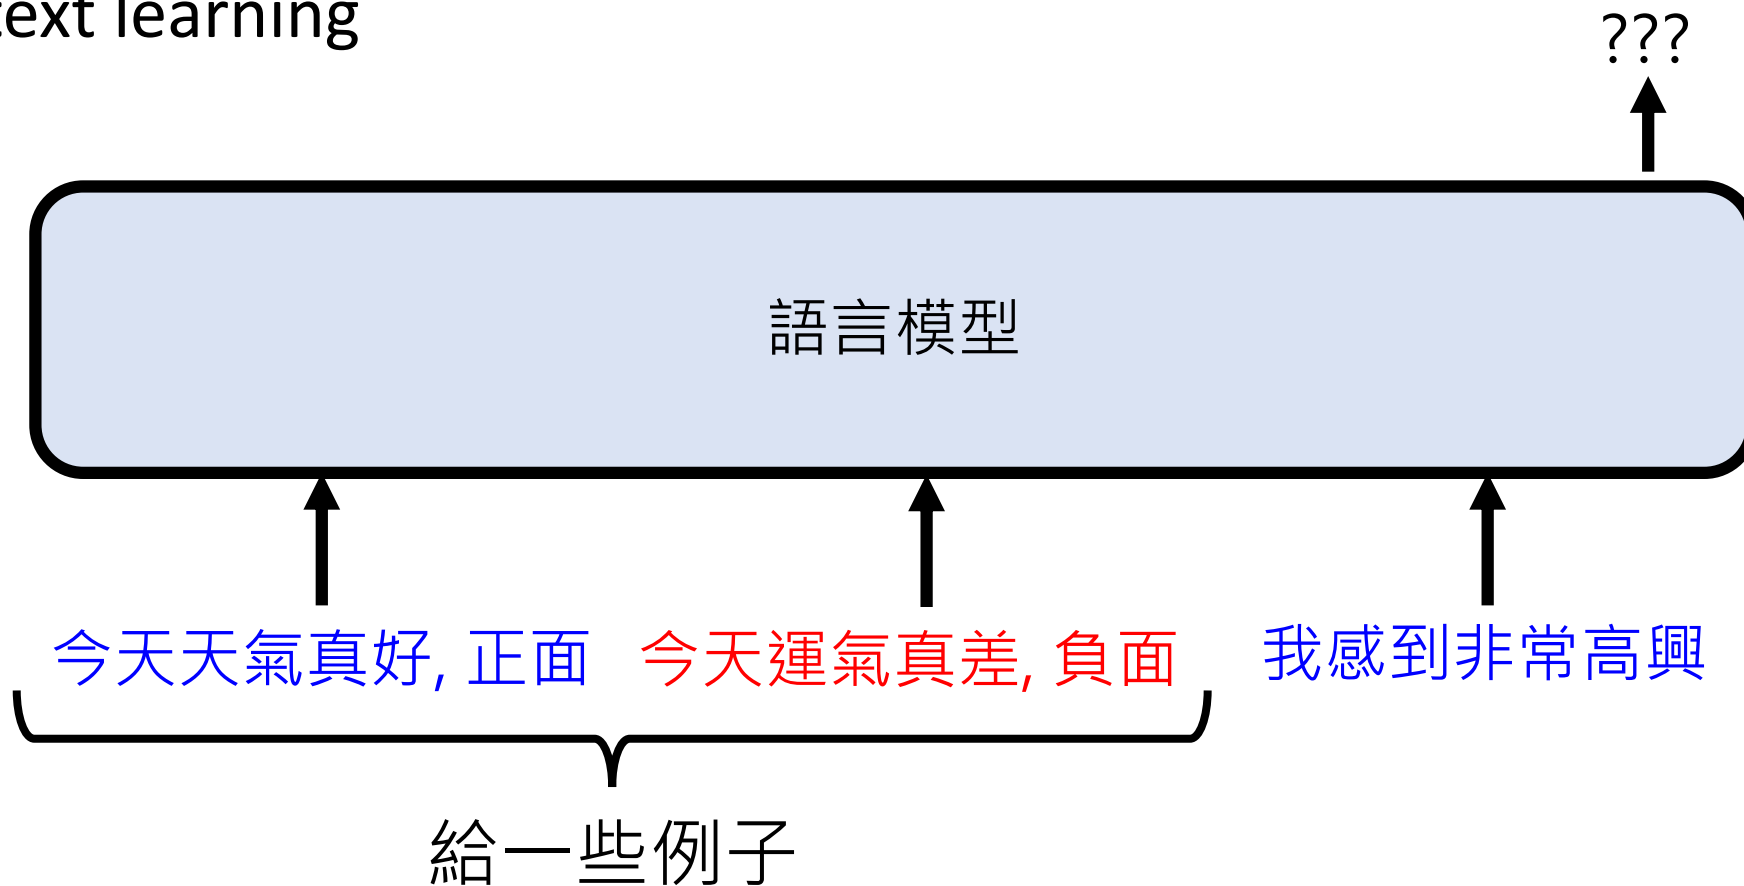 text learning
???
語言模型
今天天氣真好, 正面 今天運氣真差, 負面 我感到非常高興
給一些例子